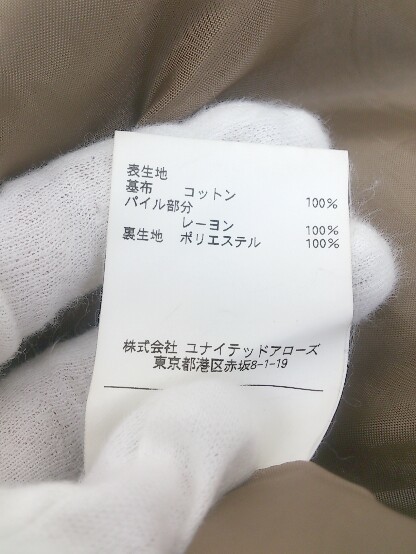 表生地
基布 コットン 100%
パイル部分
レーヨン 100%
裏生地 ポリエステル 100%
株式会社 ユナイテッドアローズ
東京都港区赤坂8-1-19